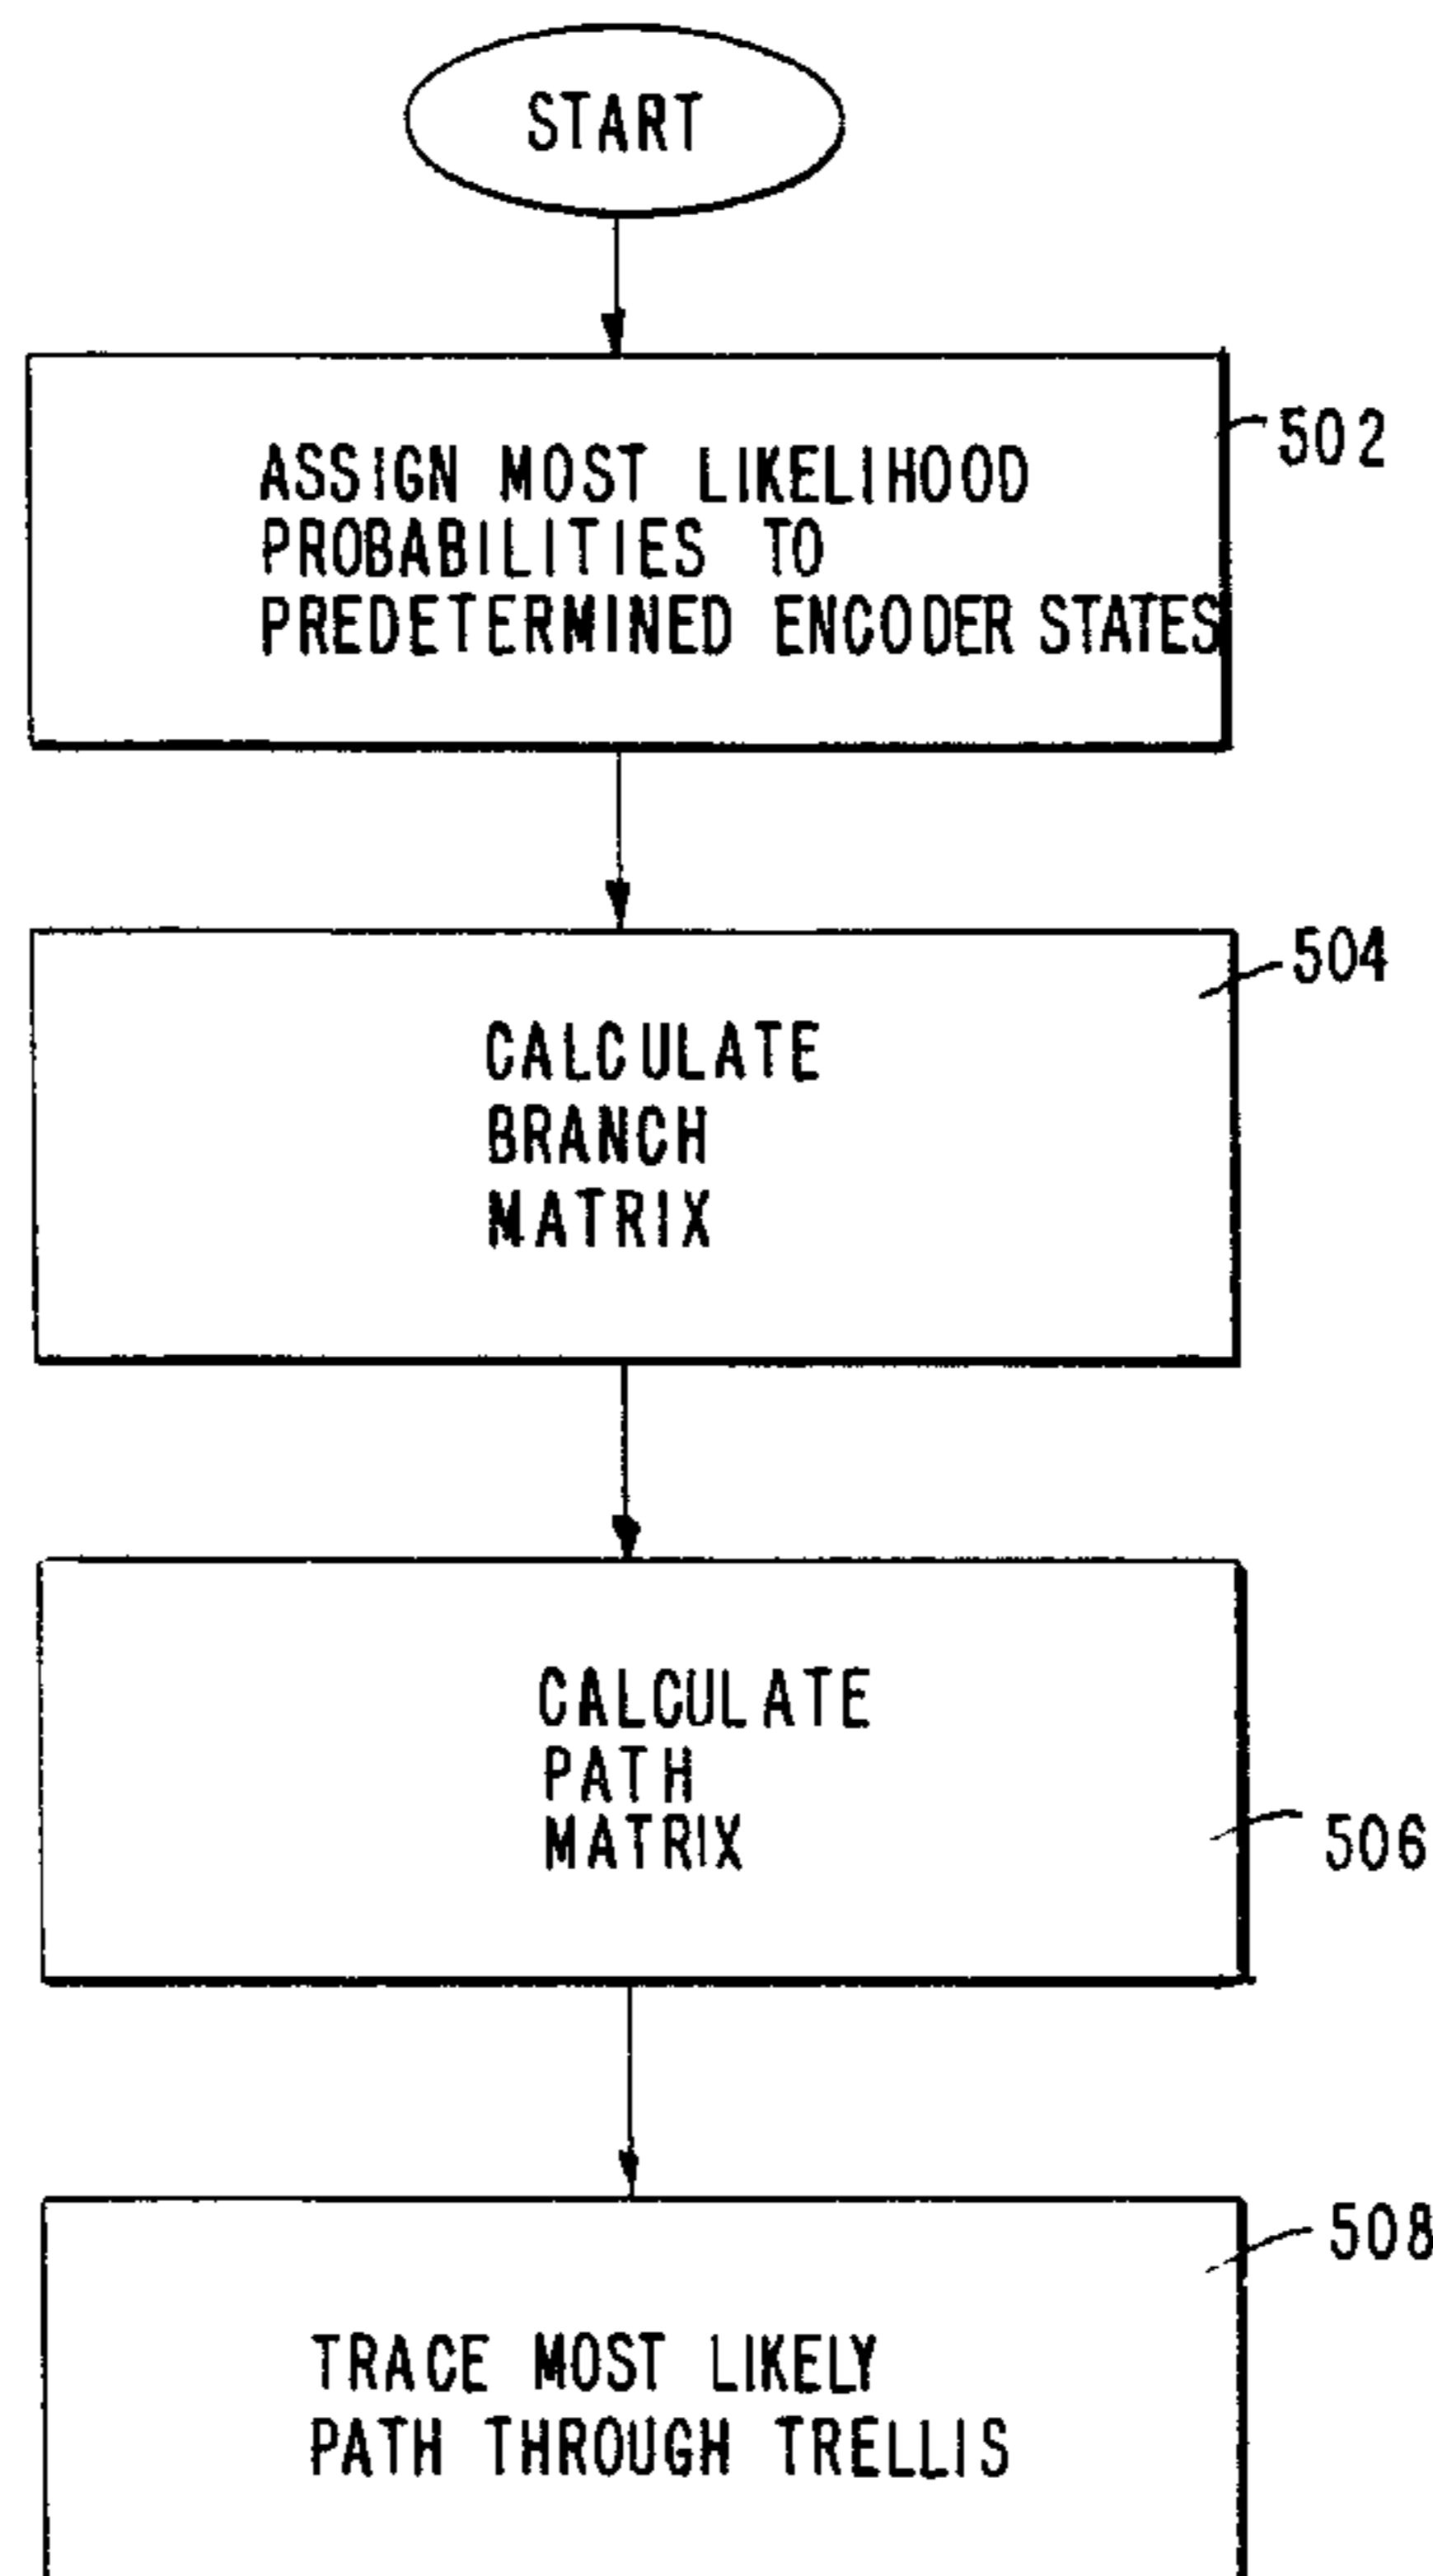 START
502
ASSIGN MOST LIKELIHOOD
PROBABILITIES TO
PREDETERMINED ENCODER STATES
504
CALCULATE
BRANCH
MATRIX
CALCULATE
PATH
MATRIX
506
508
TRACE MOST LIKELY
PATH THROUGH TRELLIS